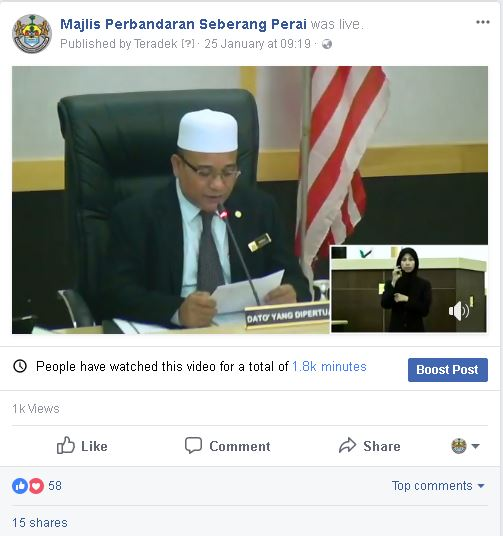 Majlis Perbandaran Seberang Perai was live.
Published by Teradek [?] · 25 January at 09:19 ·
DATO' YANG DIPERTUA
People have watched this video for a total of 1.8k minutes
Boost Post
1k Views
Like Comment Share
58
Top comments
15 shares